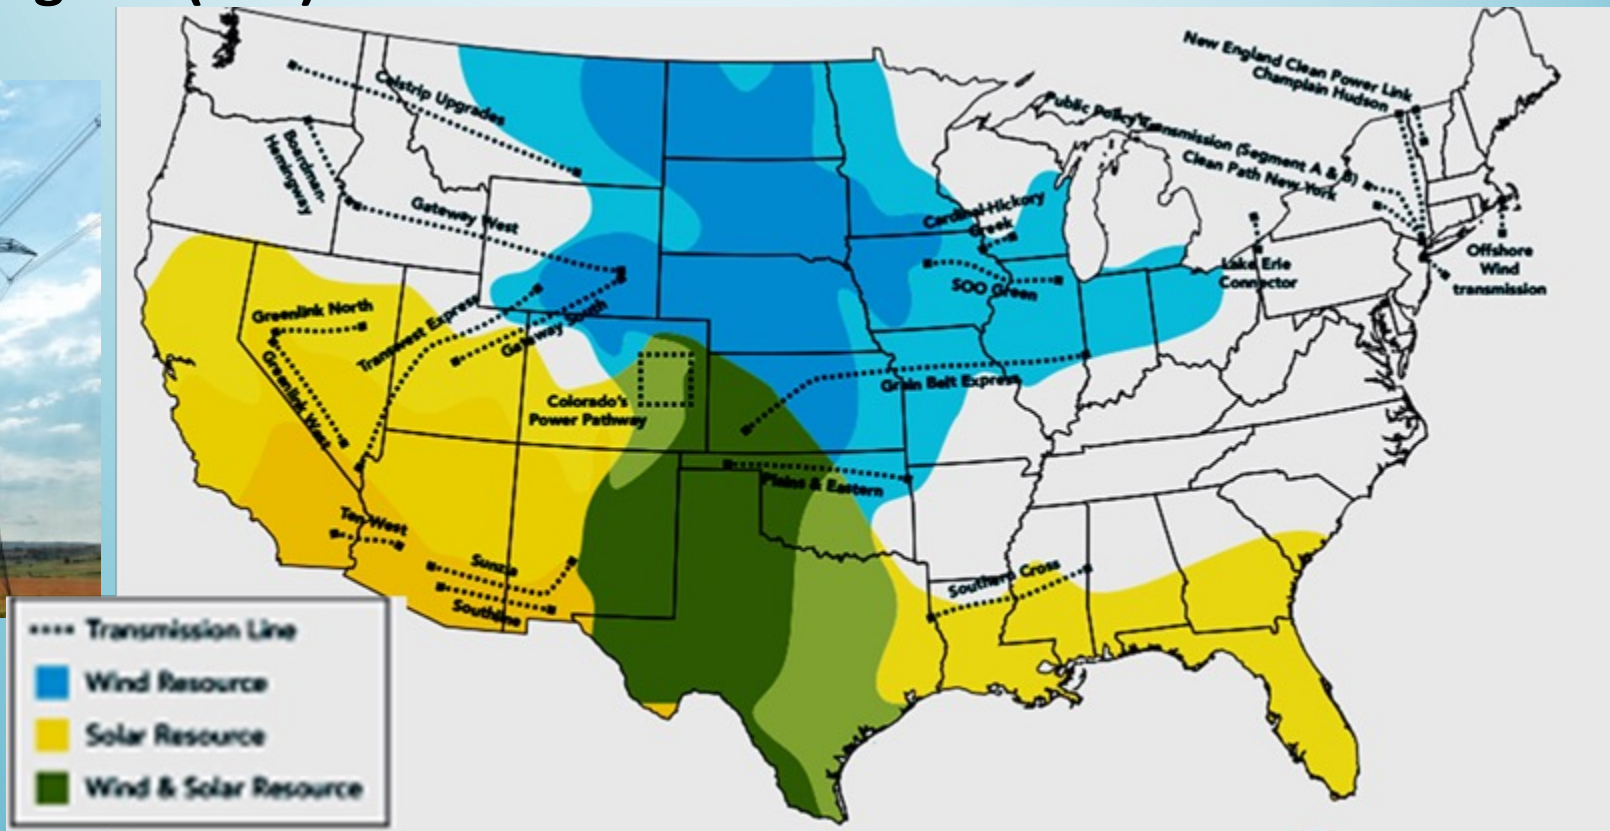 Colstrip Upgrades
New England Clean Power Link
Champlain Hudson
Public Policy Transmission (Segment A & B)
Clean Path New York
Boardman-
Hemingway
Gateway West
Cardinal-Hickory
Creek
SOO Green
Lake Erie
Connector
Offshore
Wind
transmission
Greenlink North
Transwest Express
Gateway South
Greenlink West
Colorado's
Power Pathway
Grain Belt Express
Plains & Eastern
Ten West
Sunzia
Southline
Southern Cross
Transmission Line
Wind Resource
Solar Resource
Wind & Solar Resource